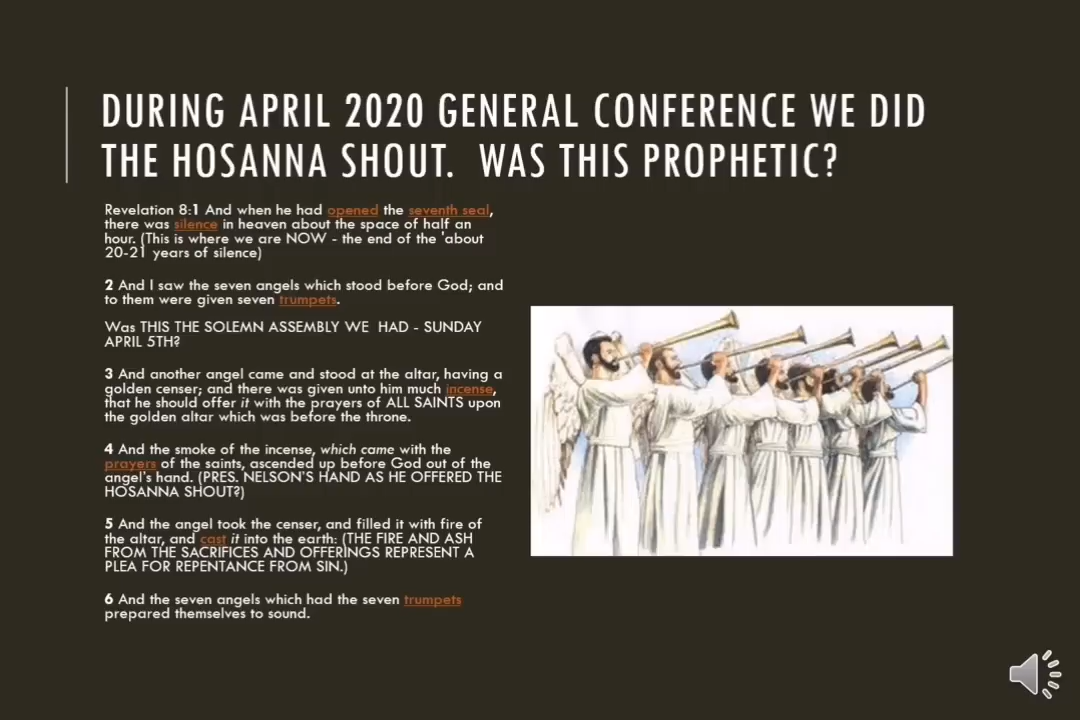 DURING APRIL 2020 GENERAL CONFERENCE WE DID
THE HOSANNA SHOUT. WAS THIS PROPHETIC?
Revelation 8:1 And when he had opened the seventh seal,
there was silence in heaven about the space of half an
hour. (This is where we are NOW - the end of the 'about
20-21 years of silence)
2 And I saw the seven angels which stood before God; and
to them were given seven trumpets.
Was THIS THE SOLEMN ASSEMBLY WE HAD - SUNDAY
APRIL 5TH?
3 And another angel came and stood at the altar, having a
golden censer; and there was given unto him much incense,
that he should offer it with the prayers of ALL SAINTS upon
the golden altar which was before the throne.
4 And the smoke of the incense, which came with the
prayers of the saints, ascended up before God out of the
angel's hand. (PRES. NELSON'S HAND AS HE OFFERED THE
HOSANNA SHOUT?)
5 And the angel took the censer, and filled it with fire of
the altar, and cast it into the earth: (THE FIRE AND ASH
FROM THE SACRIFICES AND OFFERINGS REPRESENT A
PLEA FOR REPENTANCE FROM SIN.)
6 And the seven angels which had the seven trumpets
prepared themselves to sound.